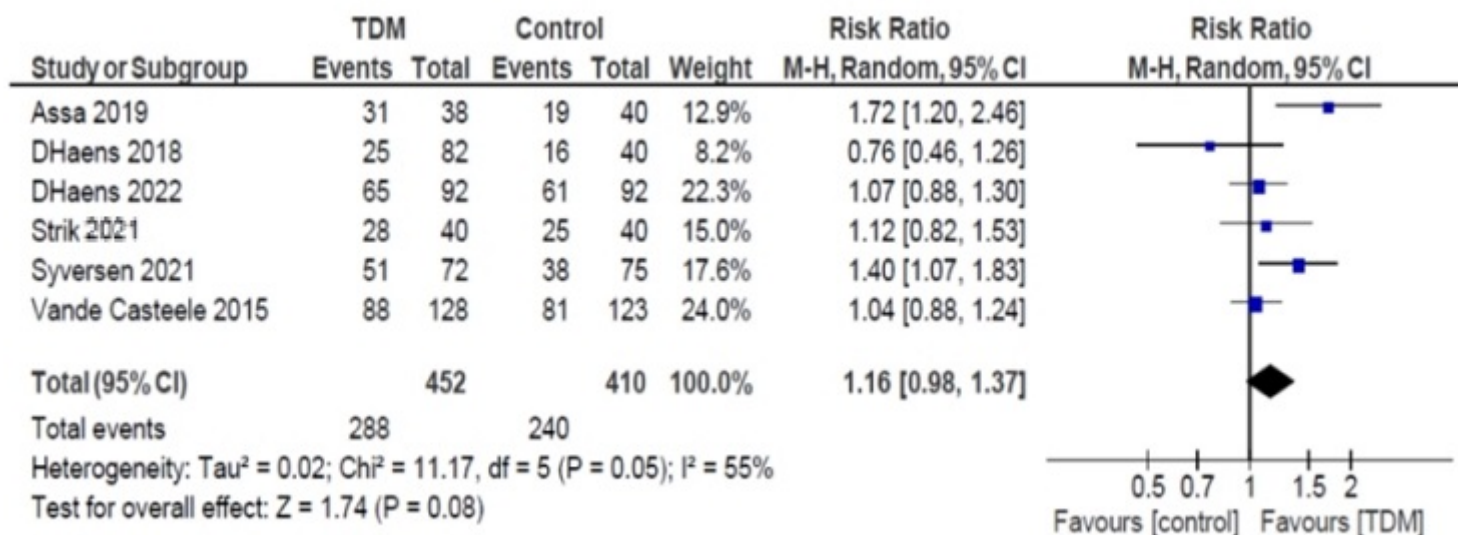 TDM Control Risk Ratio Risk Ratio
Study or Subgroup Events Total Events Total Weight M-H, Random, 95% CI M-H, Random, 95% CI
Assa 2019 31 38 19 40 12.9% 1.72 [1.20, 2.46]
DHaens 2018 25 82 16 40 8.2% 0.76 [0.46, 1.26]
DHaens 2022 65 92 61 92 22.3% 1.07 [0.88, 1.30]
Strik 2021 28 40 25 40 15.0% 1.12 [0.82, 1.53]
Syversen 2021 51 72 38 75 17.6% 1.40 [1.07, 1.83]
Vande Casteele 2015 88 128 81 123 24.0% 1.04 [0.88, 1.24]
Total (95% CI) 452 410 100.0% 1.16 [0.98, 1.37]
Total events 288 240
Heterogeneity: Tau² = 0.02; Chi² = 11.17, df = 5 (P = 0.05); I² = 55%
Test for overall effect: Z = 1.74 (P = 0.08)
0.5 0.7 1 1.5 2
Favours [control] Favours [TDM]